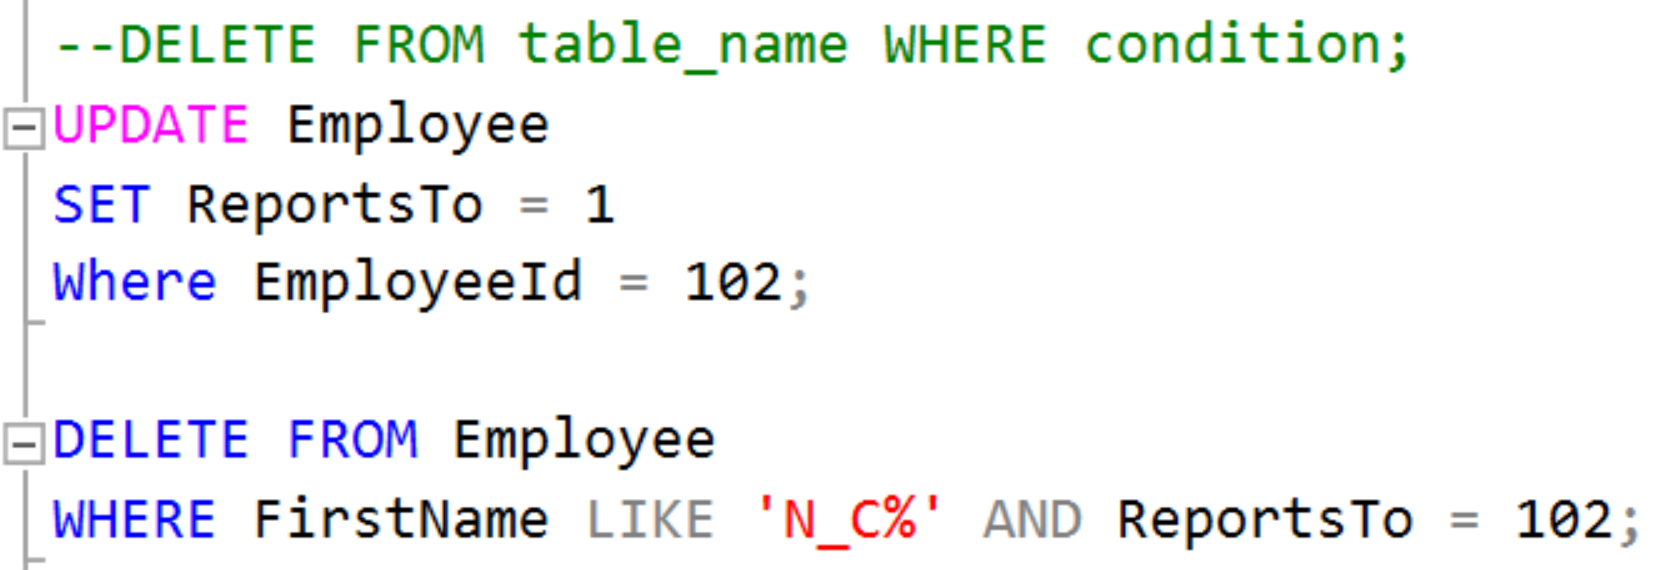 --DELETE FROM table_name WHERE condition;
UPDATE Employee
SET ReportsTo = 1
Where EmployeeId = 102;
DELETE FROM Employee
WHERE FirstName LIKE 'N_C%' AND ReportsTo = 102;